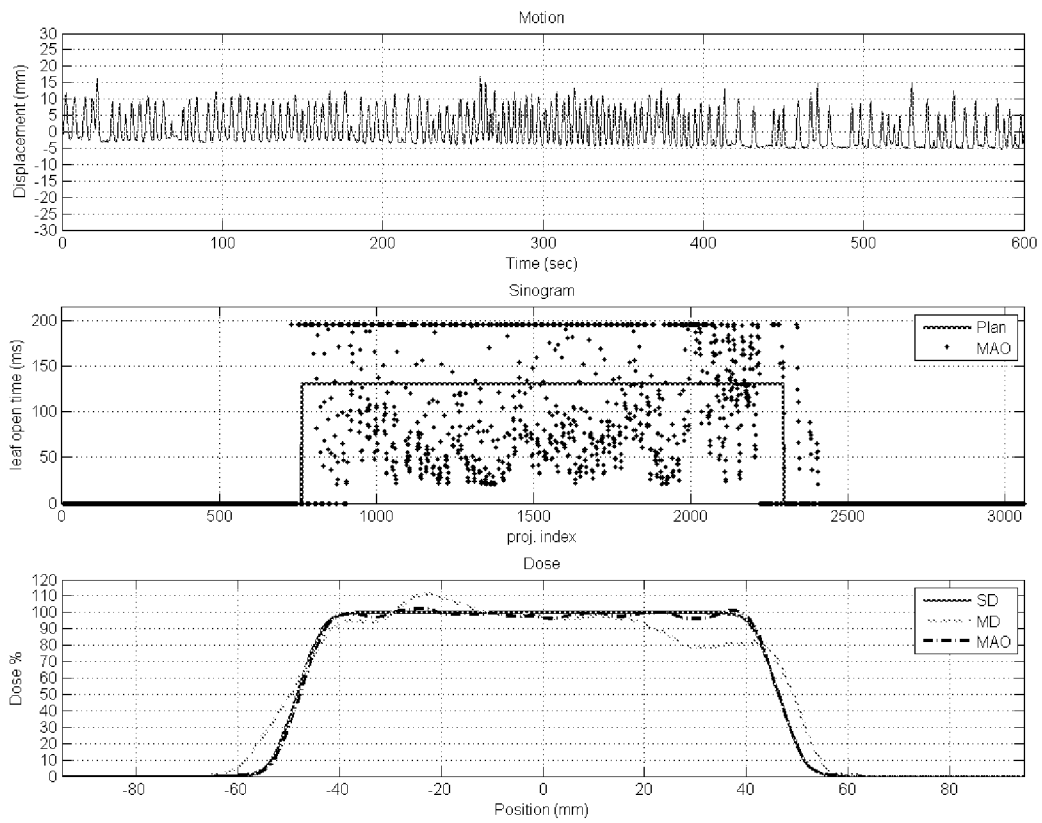 Motion
30
25
20
15
10
5
0
-5
-10
-15
-20
-25
-30
Displacement (mm)
0 100 200 300 400 500 600
Time (sec)
Sinogram
200
150
100
50
0
leaf open time (ms)
Plan
MAO
0 500 1000 1500 2000 2500 3000
proj. index
Dose
120
110
100
90
80
70
60
50
40
30
20
10
0
Dose %
SD
MD
MAO
-80 -60 -40 -20 0 20 40 60 80
Position (mm)